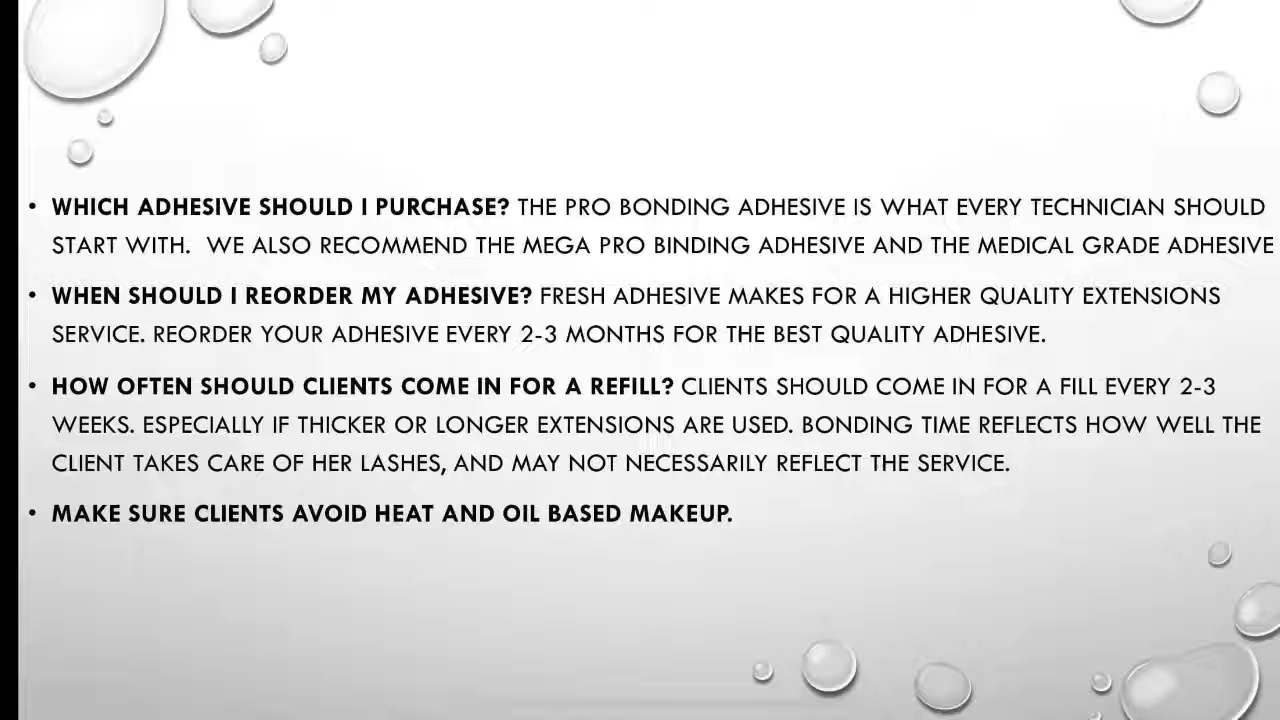 • WHICH ADHESIVE SHOULD I PURCHASE? THE PRO BONDING ADHESIVE IS WHAT EVERY TECHNICIAN SHOULD
START WITH.  WE ALSO RECOMMEND THE MEGA PRO BINDING ADHESIVE AND THE MEDICAL GRADE ADHESIVE
• WHEN SHOULD I REORDER MY ADHESIVE? FRESH ADHESIVE MAKES FOR A HIGHER QUALITY EXTENSIONS
SERVICE. REORDER YOUR ADHESIVE EVERY 2-3 MONTHS FOR THE BEST QUALITY ADHESIVE.
• HOW OFTEN SHOULD CLIENTS COME IN FOR A REFILL? CLIENTS SHOULD COME IN FOR A FILL EVERY 2-3
WEEKS. ESPECIALLY IF THICKER OR LONGER EXTENSIONS ARE USED. BONDING TIME REFLECTS HOW WELL THE
CLIENT TAKES CARE OF HER LASHES, AND MAY NOT NECESSARILY REFLECT THE SERVICE.
• MAKE SURE CLIENTS AVOID HEAT AND OIL BASED MAKEUP.